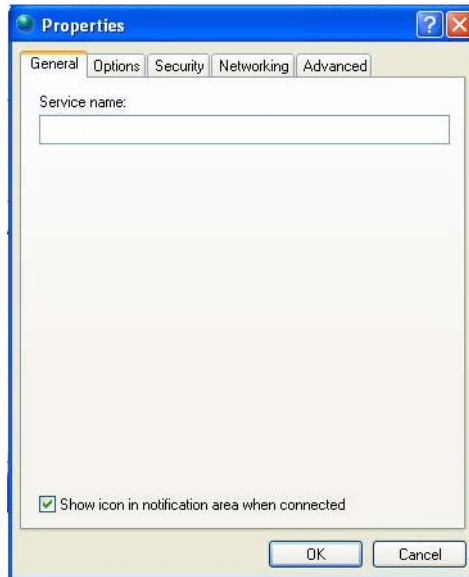 Properties
General Options Security Networking Advanced
Service name:
Show icon in notification area when connected
OK Cancel